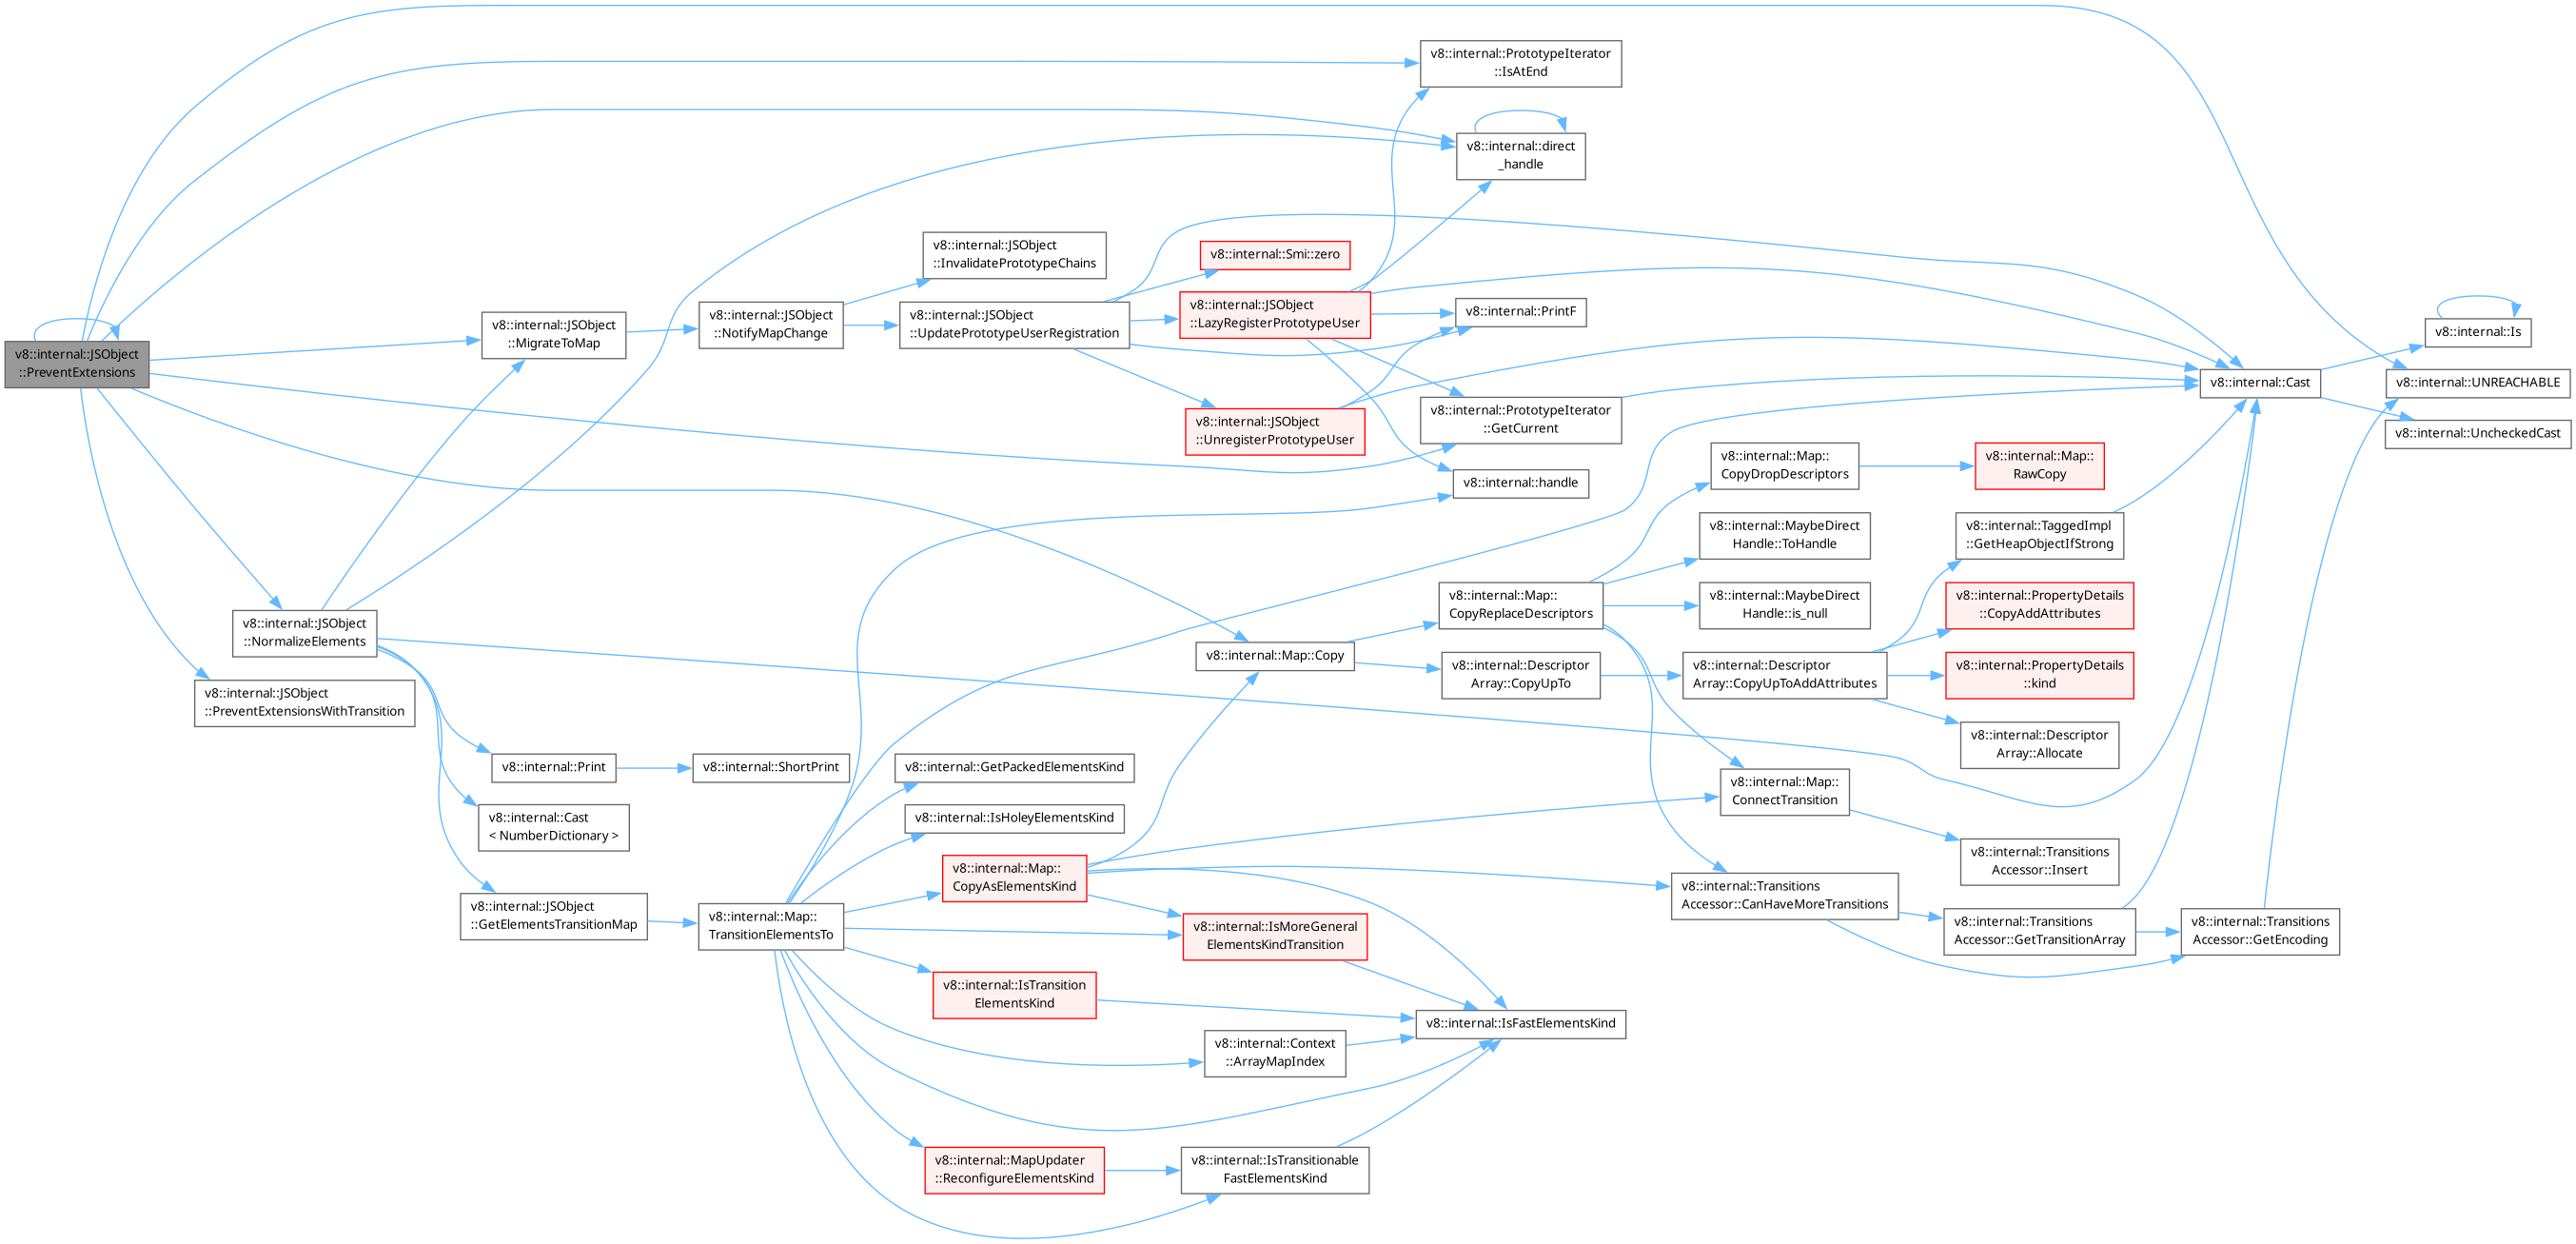 v8::internal::JSObject
::PreventExtensions
v8::internal::PrototypeIterator
::IsAtEnd
v8::internal::direct
_handle
v8::internal::JSObject
::MigrateToMap
v8::internal::JSObject
::NotifyMapChange
v8::internal::JSObject
::InvalidatePrototypeChains
v8::internal::JSObject
::UpdatePrototypeUserRegistration
v8::internal::Smi::zero
v8::internal::JSObject
::LazyRegisterPrototypeUser
v8::internal::JSObject
::UnregisterPrototypeUser
v8::internal::PrintF
v8::internal::PrototypeIterator
::GetCurrent
v8::internal::handle
v8::internal::Cast
v8::internal::Is
v8::internal::UNREACHABLE
v8::internal::UncheckedCast
v8::internal::JSObject
::NormalizeElements
v8::internal::JSObject
::PreventExtensionsWithTransition
v8::internal::Print
v8::internal::ShortPrint
v8::internal::Cast
< NumberDictionary >
v8::internal::JSObject
::GetElementsTransitionMap
v8::internal::Map::
TransitionElementsTo
v8::internal::GetPackedElementsKind
v8::internal::IsHoleyElementsKind
v8::internal::Map::
CopyAsElementsKind
v8::internal::IsMoreGeneral
ElementsKindTransition
v8::internal::IsTransition
ElementsKind
v8::internal::Context
::ArrayMapIndex
v8::internal::MapUpdater
::ReconfigureElementsKind
v8::internal::IsTransitionable
FastElementsKind
v8::internal::IsFastElementsKind
v8::internal::Map::Copy
v8::internal::Map::
CopyReplaceDescriptors
v8::internal::Descriptor
Array::CopyUpTo
v8::internal::Map::
CopyDropDescriptors
v8::internal::Map::
RawCopy
v8::internal::MaybeDirect
Handle::ToHandle
v8::internal::MaybeDirect
Handle::is_null
v8::internal::Descriptor
Array::CopyUpToAddAttributes
v8::internal::TaggedImpl
::GetHeapObjectIfStrong
v8::internal::PropertyDetails
::CopyAddAttributes
v8::internal::PropertyDetails
::kind
v8::internal::Descriptor
Array::Allocate
v8::internal::Map::
ConnectTransition
v8::internal::Transitions
Accessor::Insert
v8::internal::Transitions
Accessor::CanHaveMoreTransitions
v8::internal::Transitions
Accessor::GetTransitionArray
v8::internal::Transitions
Accessor::GetEncoding